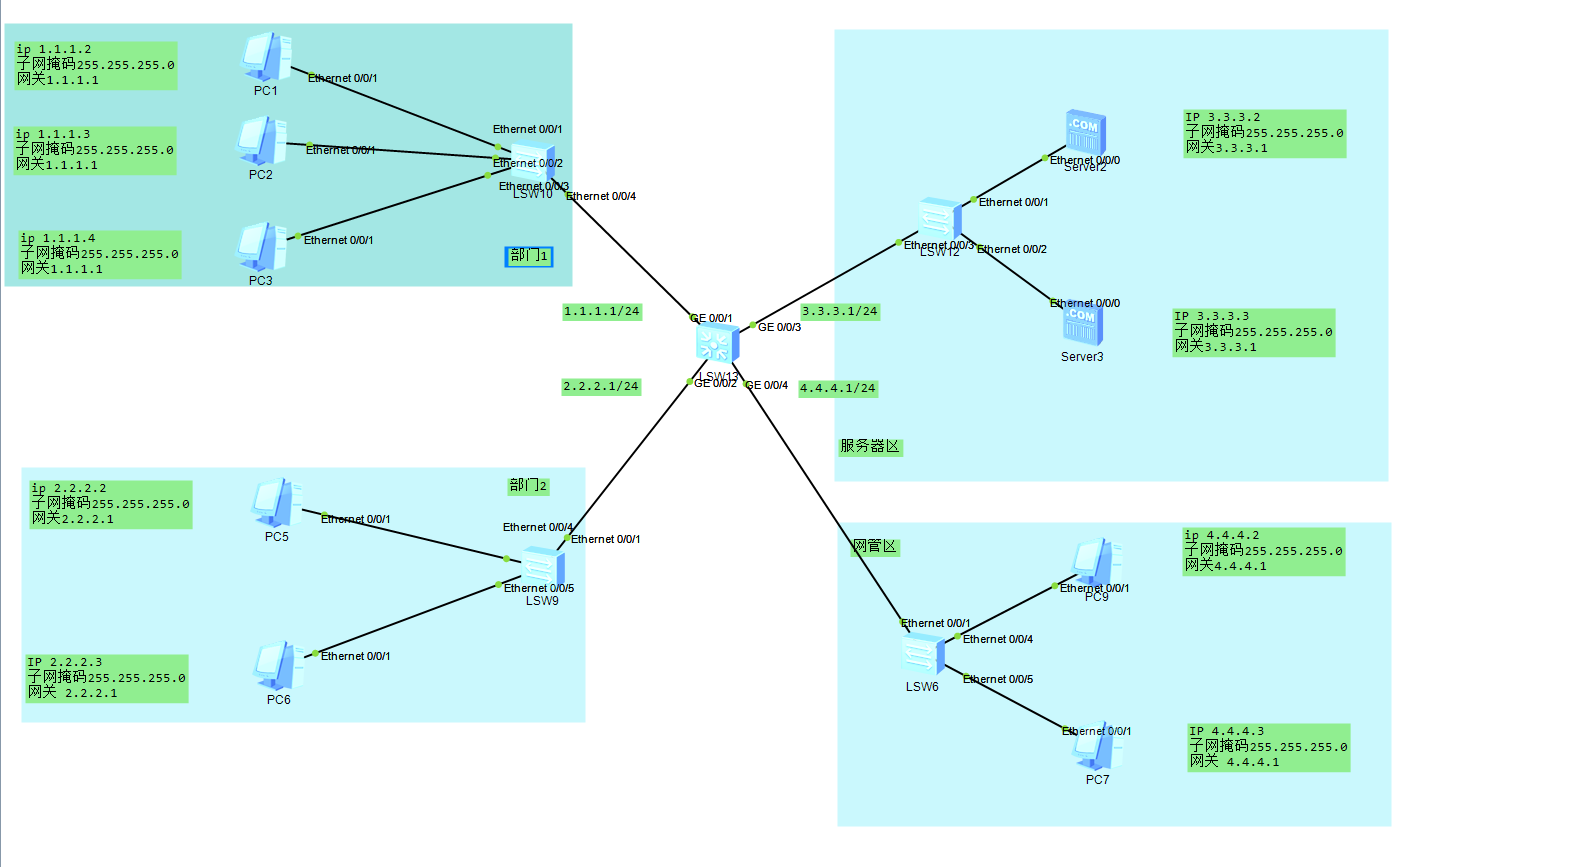 ip 1.1.1.2
子网掩码255.255.255.0
网关1.1.1.1
PC1
Ethernet 0/0/1
ip 1.1.1.3
子网掩码255.255.255.0
网关1.1.1.1
PC2
Ethernet 0/0/1
ip 1.1.1.4
子网掩码255.255.255.0
网关1.1.1.1
PC3
Ethernet 0/0/1
Ethernet 0/0/1
Ethernet 0/0/2
Ethernet 0/0/3
LSW10
Ethernet 0/0/4
部门1
1.1.1.1/24
GE 0/0/1
3.3.3.1/24
GE 0/0/3
LSW13
2.2.2.1/24
GE 0/0/2
GE 0/0/4
4.4.4.1/24
IP 3.3.3.2
子网掩码255.255.255.0
网关3.3.3.1
Ethernet 0/0/0
Server2
Ethernet 0/0/1
Ethernet 0/0/3
LSW12
Ethernet 0/0/2
Ethernet 0/0/0
.COM
.COM
Server3
IP 3.3.3.3
子网掩码255.255.255.0
网关3.3.3.1
服务器区
部门2
ip 2.2.2.2
子网掩码255.255.255.0
网关2.2.2.1
PC5
Ethernet 0/0/1
Ethernet 0/0/4
Ethernet 0/0/1
Ethernet 0/0/5
LSW9
IP 2.2.2.3
子网掩码255.255.255.0
网关 2.2.2.1
PC6
Ethernet 0/0/1
网管区
ip 4.4.4.2
子网掩码255.255.255.0
网关4.4.4.1
Ethernet 0/0/1
PC9
Ethernet 0/0/1
Ethernet 0/0/4
LSW6
Ethernet 0/0/5
Ethernet 0/0/1
PC7
IP 4.4.4.3
子网掩码255.255.255.0
网关 4.4.4.1